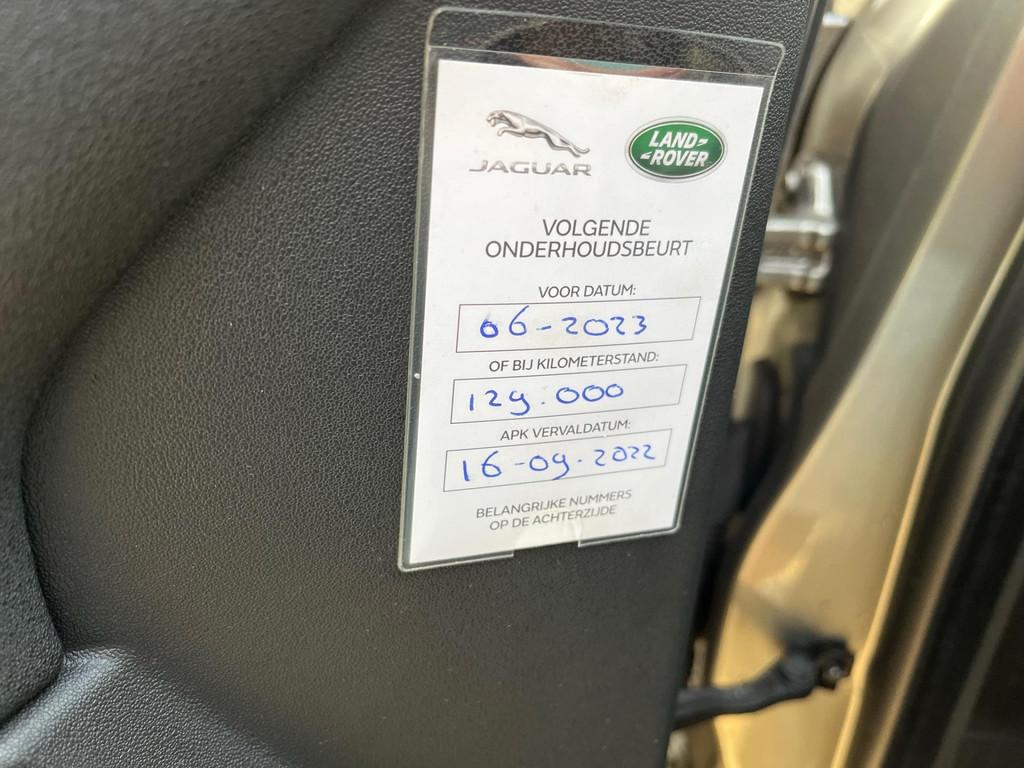 JAGUAR
LAND
ROVER
VOLGENDE
ONDERHOUDSBEURT
VOOR DATUM:
06-2023
OF BIJ KILOMETERSTAND:
129.000
APK VERVALDATUM:
16-09-2022
BELANGRIJKE NUMMERS
OP DE ACHTERZIJDE